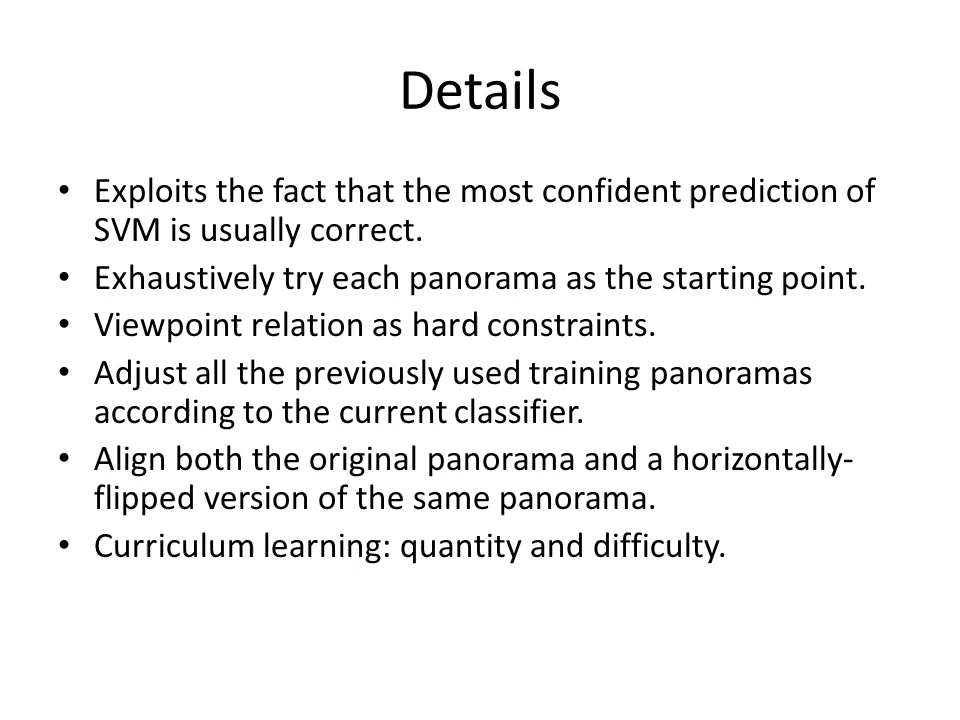 Details
• Exploits the fact that the most confident prediction of
SVM is usually correct.
• Exhaustively try each panorama as the starting point.
• Viewpoint relation as hard constraints.
• Adjust all the previously used training panoramas
according to the current classifier.
• Align both the original panorama and a horizontally-
flipped version of the same panorama.
• Curriculum learning: quantity and difficulty.